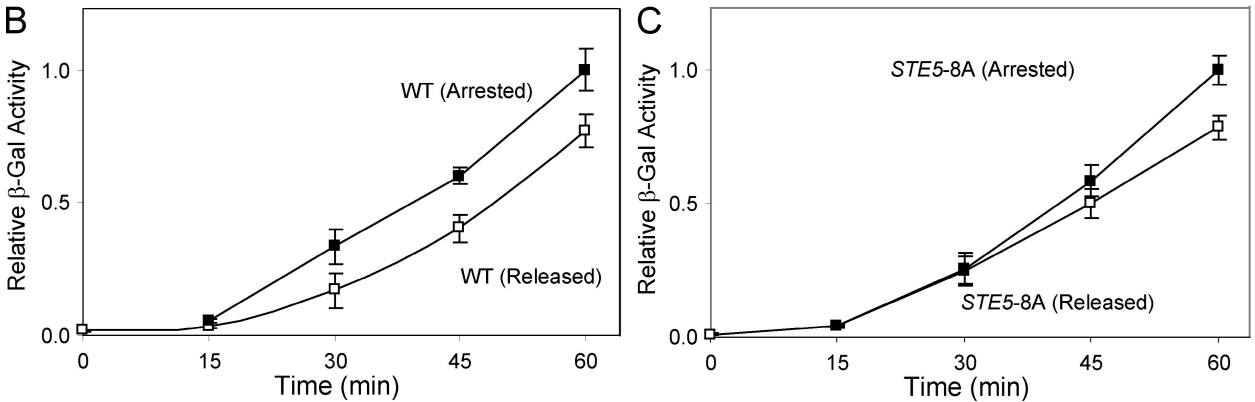 B
Relative β-Gal Activity
1.0
0.5
0.0
WT (Arrested)
WT (Released)
0 15 30 45 60
Time (min)
C
Relative β-Gal Activity
1.0
0.5
0.0
STE5-8A (Arrested)
STE5-8A (Released)
0 15 30 45 60
Time (min)